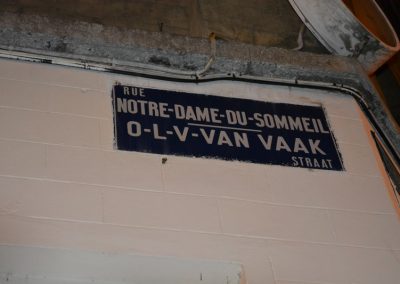 RUE
NOTRE-DAME-DU-SOMMEIL
O-L-V-VAN VAAK
STRAAT